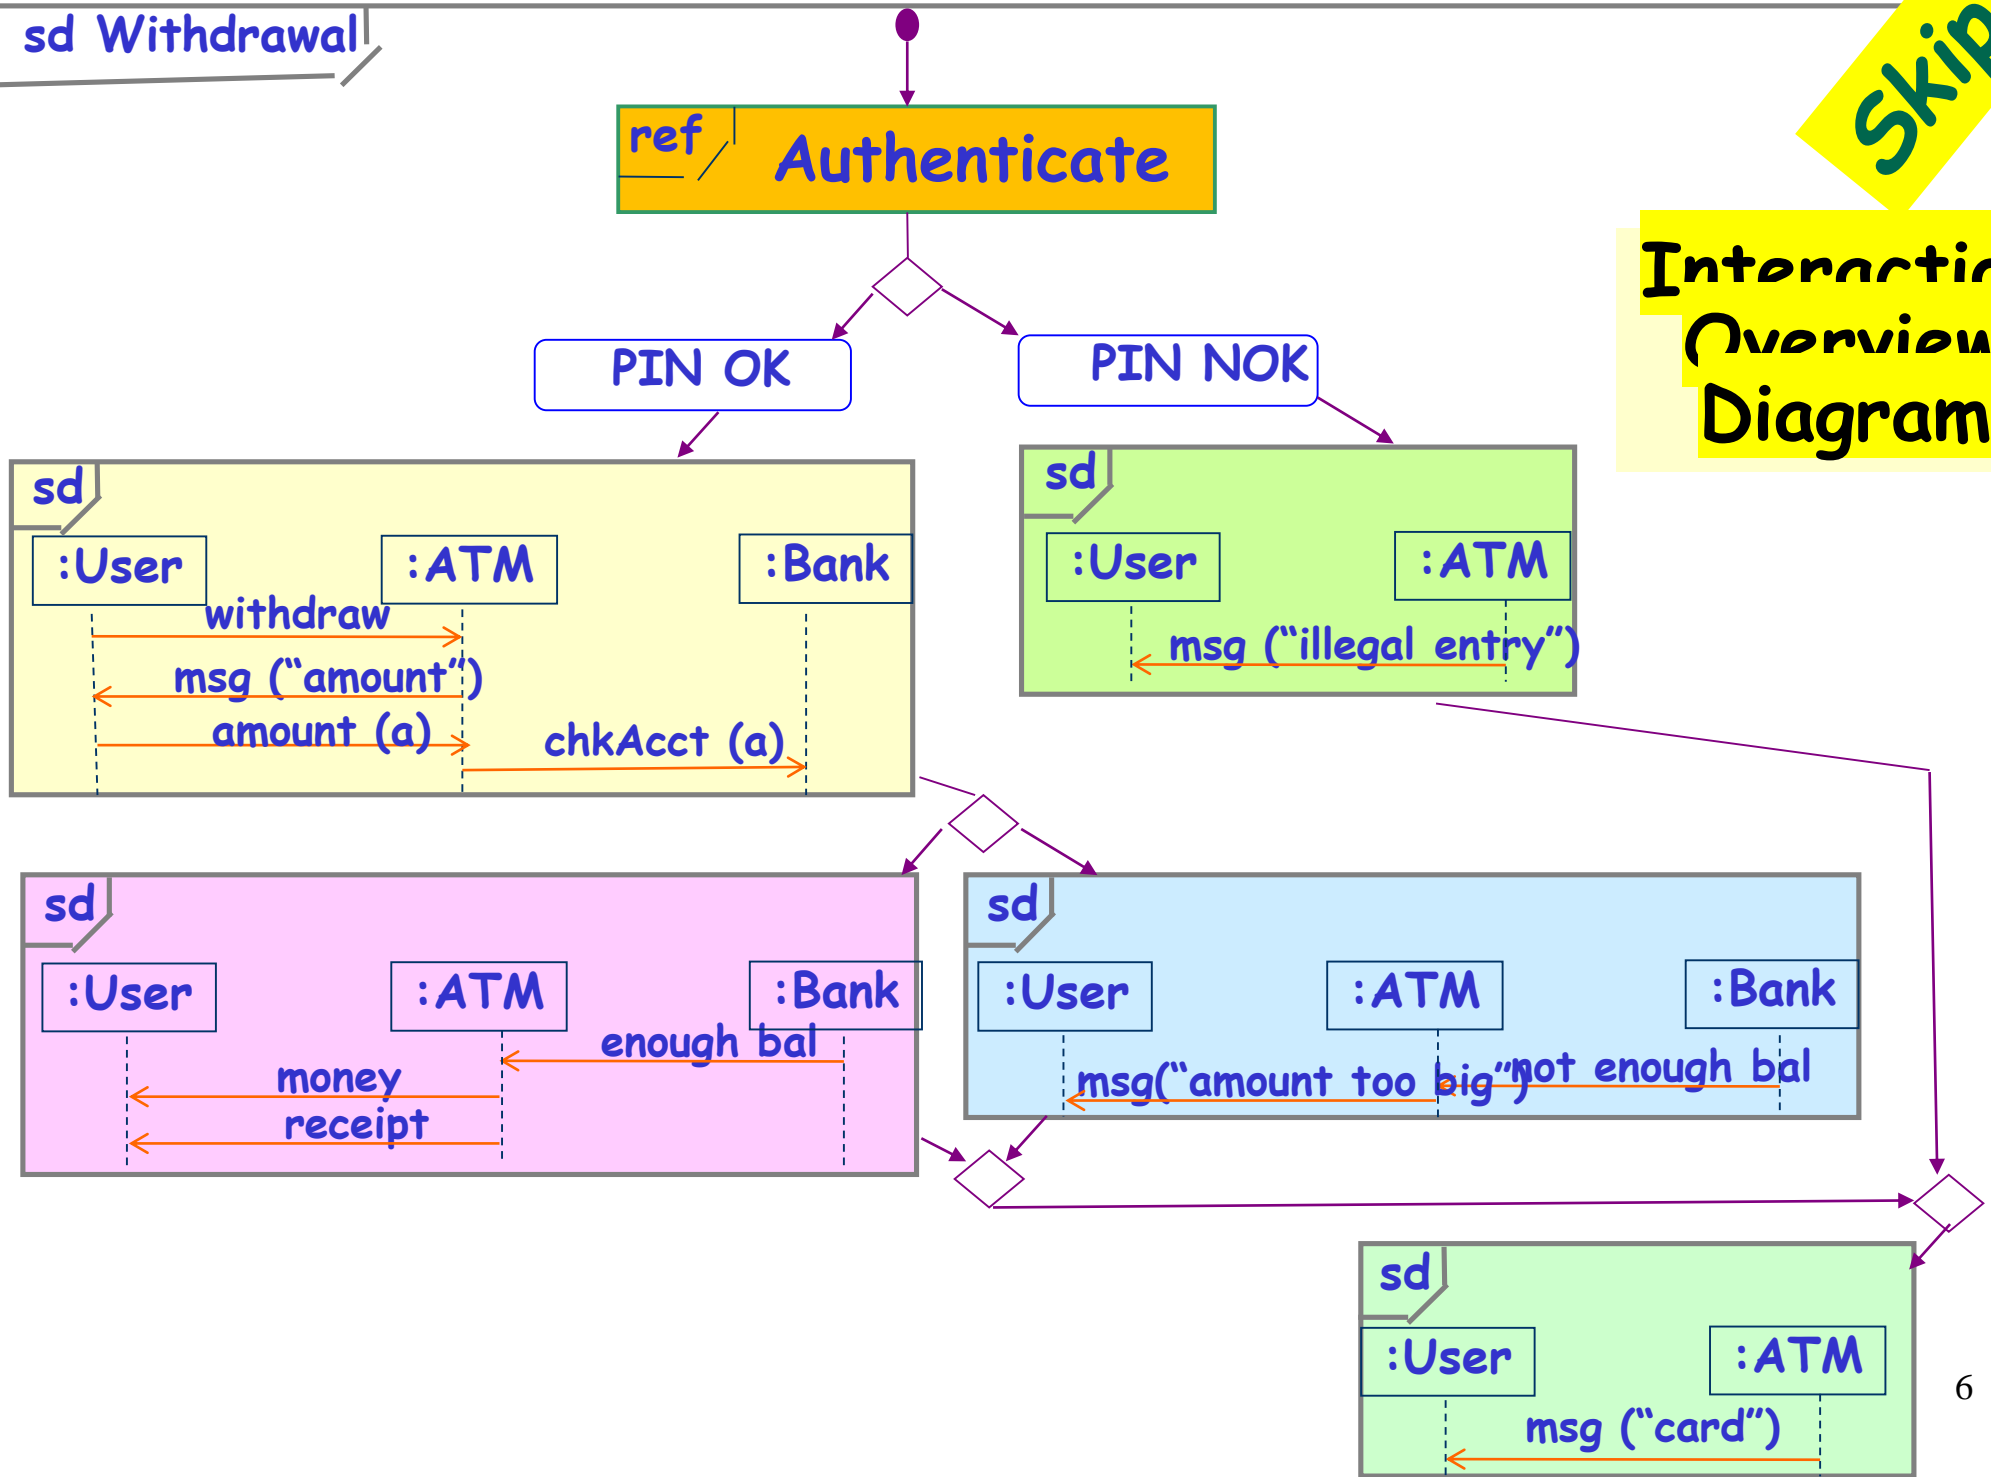 sd Withdrawal
Skip
ref
Authenticate
Interactio
Overview
Diagram
PIN OK
PIN NOK
sd
:User
:ATM
:Bank
withdraw
msg (“amount”)
amount (a)
chkAcct (a)
sd
:User
:ATM
msg (“illegal entry”)
sd
:User
:ATM
:Bank
enough bal
money
receipt
sd
:User
:ATM
:Bank
not enough bal
msg(“amount too big”)
sd
:User
:ATM
msg (“card”)
6